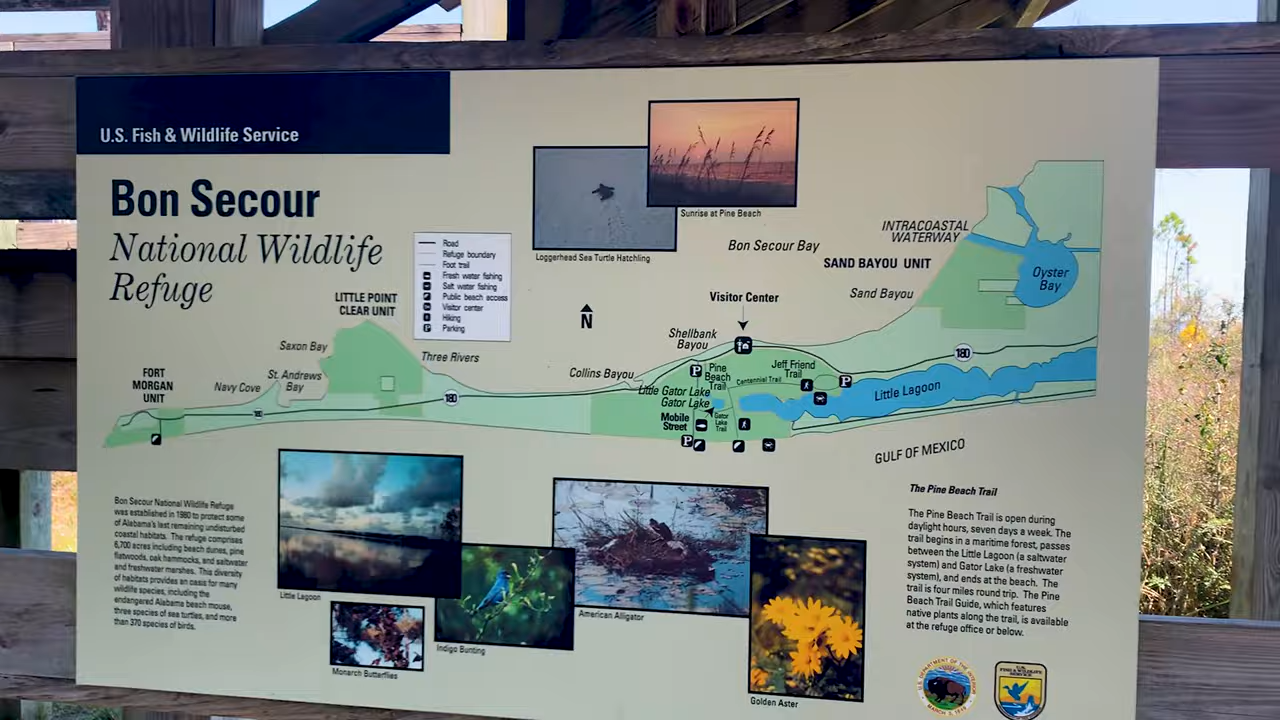 U.S. Fish & Wildlife Service
Bon Secour
National Wildlife
Refuge
Road
Refuge boundary
Foot trail
Fresh water fishing
Salt water fishing
Public beach access
Visitor center
Hiking
Parking
Loggerhead Sea Turtle Hatchling
Sunrise at Pine Beach
N
Bon Secour Bay
INTRACOASTAL
WATERWAY
SAND BAYOU UNIT
Sand Bayou
Oyster
Bay
Visitor Center
LITTLE POINT
CLEAR UNIT
Saxon Bay
Three Rivers
St. Andrews
Bay
Navy Cove
FORT
MORGAN
UNIT
180
180
180
Collins Bayou
Shellbank
Bayou
P
Pine
Beach
Trail
Jeff Friend
Trail
Centennial Trail
P
Little Gator Lake
Gator Lake
Gator
Lake
Trail
Mobile
Street
P
Little Lagoon
GULF OF MEXICO
Bon Secour National Wildlife Refuge
was established in 1980 to protect some
of Alabama's last remaining undisturbed
coastal habitats. The refuge comprises
6,700 acres including beach dunes, pine
flatwoods, oak hammocks, and saltwater
and freshwater marshes. This diversity
of habitats provides an oasis for many
wildlife species, including the
endangered Alabama beach mouse,
three species of sea turtles, and more
than 370 species of birds.
Little Lagoon
Monarch Butterflies
Indigo Bunting
American Alligator
Golden Aster
The Pine Beach Trail
The Pine Beach Trail is open during
daylight hours, seven days a week. The
trail begins in a maritime forest, passes
between the Little Lagoon (a saltwater
system) and Gator Lake (a freshwater
system), and ends at the beach. The
trail is four miles round trip. The Pine
Beach Trail Guide, which features
native plants along the trail, is available
at the refuge office or below.
U.S. DEPARTMENT OF THE INTERIOR
MARCH 3, 1849
U.S.
FISH & WILDLIFE
SERVICE